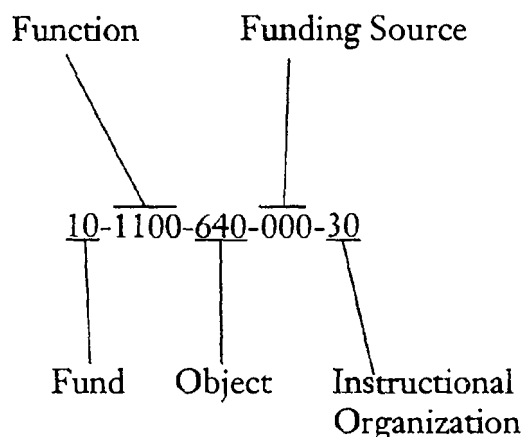 Function Funding Source
10-1100-640-000-30
Fund Object Instructional
Organization